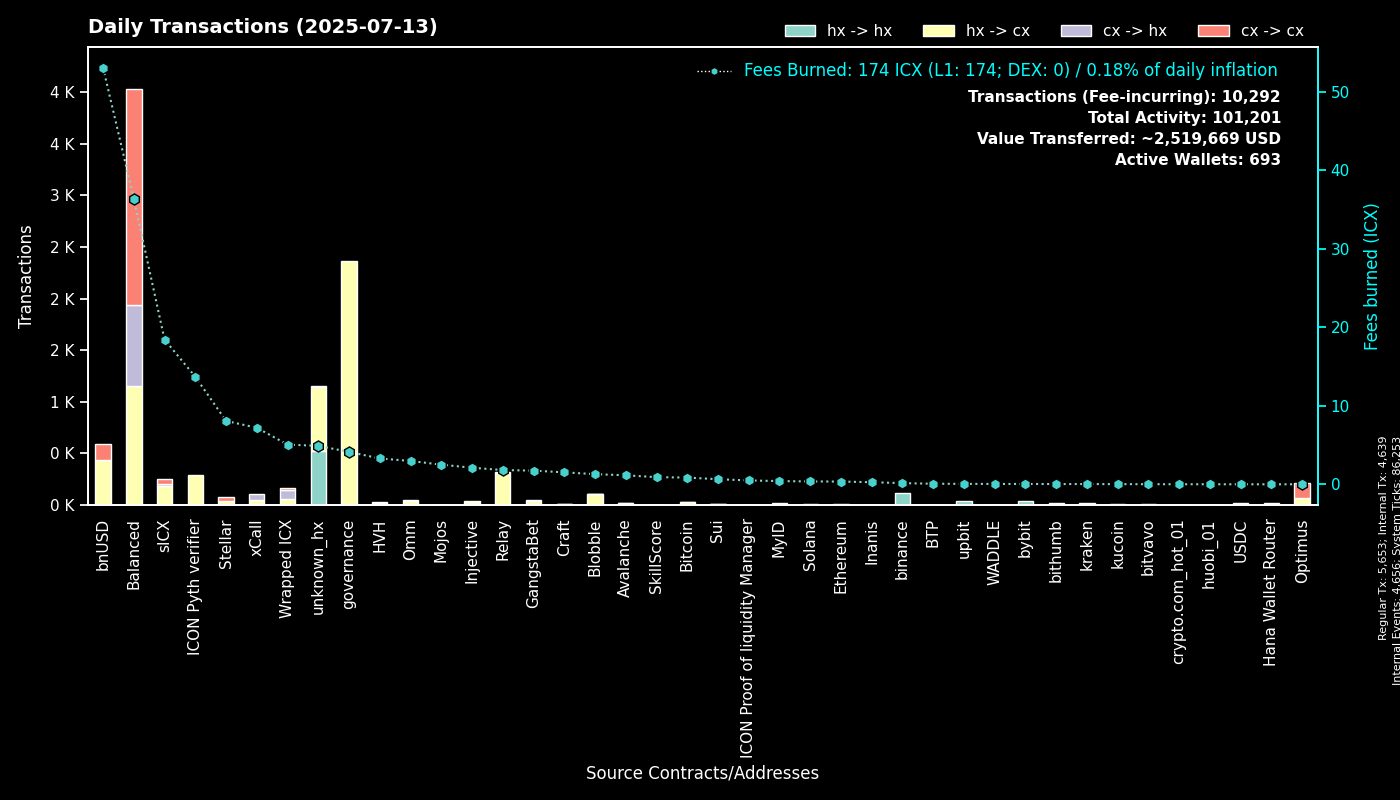 Daily Transactions (2025-07-13)
hx -> hx
hx -> cx
cx -> hx
cx -> cx
Fees Burned: 174 ICX (L1: 174; DEX: 0) / 0.18% of daily inflation
Transactions (Fee-incurring): 10,292
Total Activity: 101,201
Value Transferred: ~2,519,669 USD
Active Wallets: 693
Transactions
4 K
4 K
3 K
2 K
2 K
2 K
1 K
0 K
0 K
50
40
30
20
10
0
Fees burned (ICX)
bnUSD
Balanced
sICX
ICON Pyth verifier
Stellar
xCall
Wrapped ICX
unknown_hx
governance
HVH
Omm
Mojos
Injective
Relay
GangstaBet
Craft
Blobble
Avalanche
SkillScore
Bitcoin
Sui
ICON Proof of liquidity Manager
MyID
Solana
Ethereum
Inanis
binance
BTP
upbit
WADDLE
bybit
bithumb
kraken
kucoin
bitvavo
crypto.com_hot_01
huobi_01
USDC
Hana Wallet Router
Optimus
Source Contracts/Addresses
Regular Tx: 5,653; Internal Tx: 4,639
Internal Events: 4,656; System Ticks: 86,253